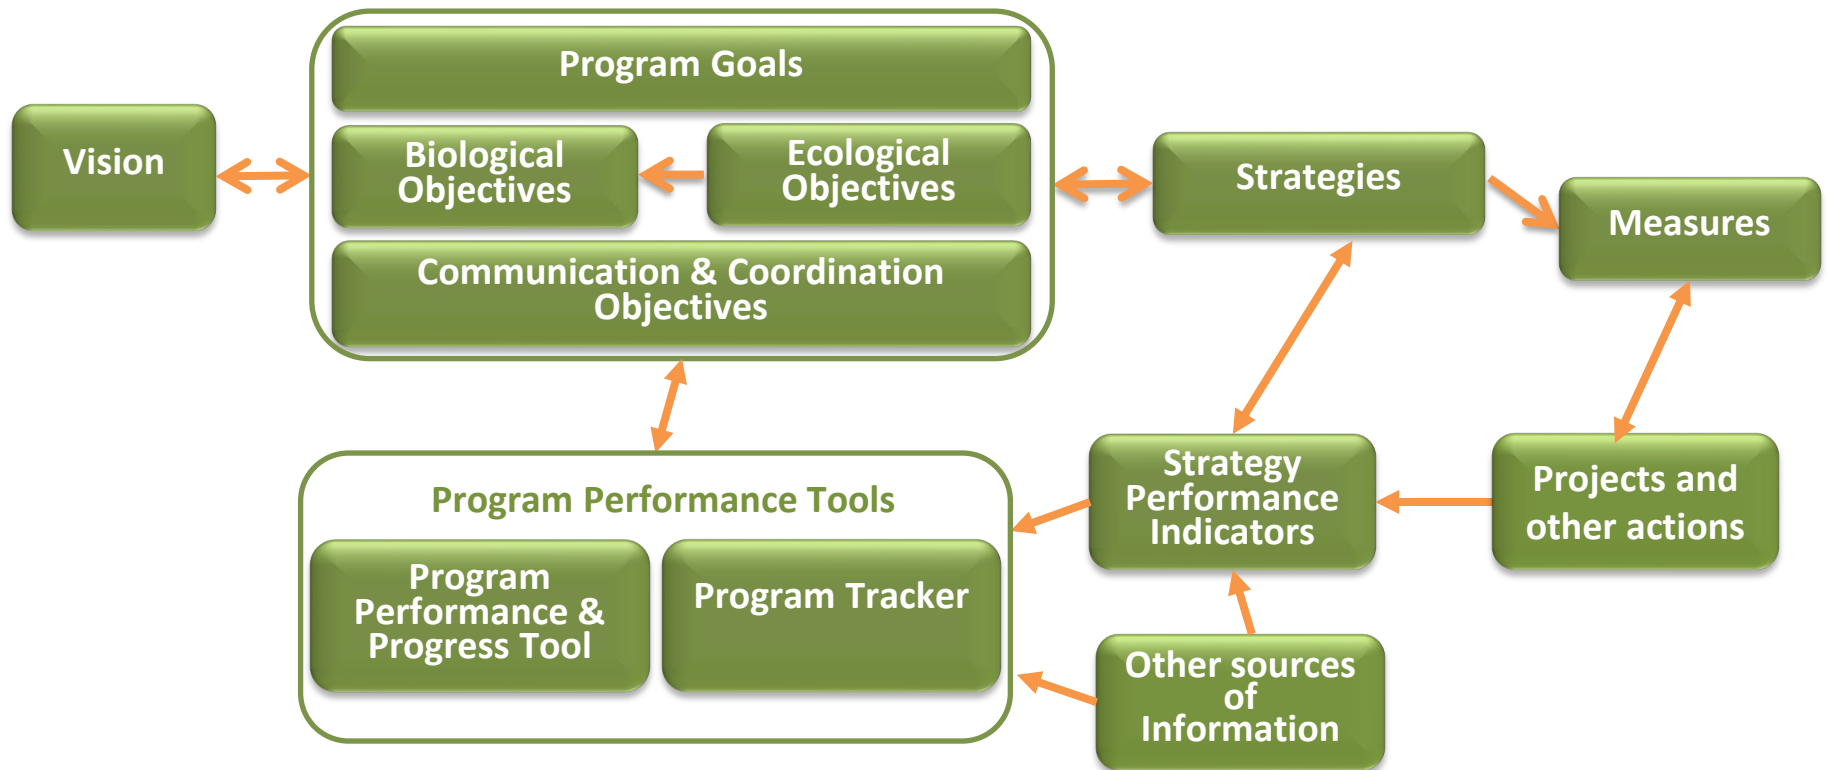 Program Goals
Vision
Biological
Objectives
Ecological
Objectives
Communication & Coordination
Objectives
Strategies
Measures
Program Performance Tools
Program
Performance &
Progress Tool
Program Tracker
Strategy
Performance
Indicators
Projects and
other actions
Other sources
of
Information